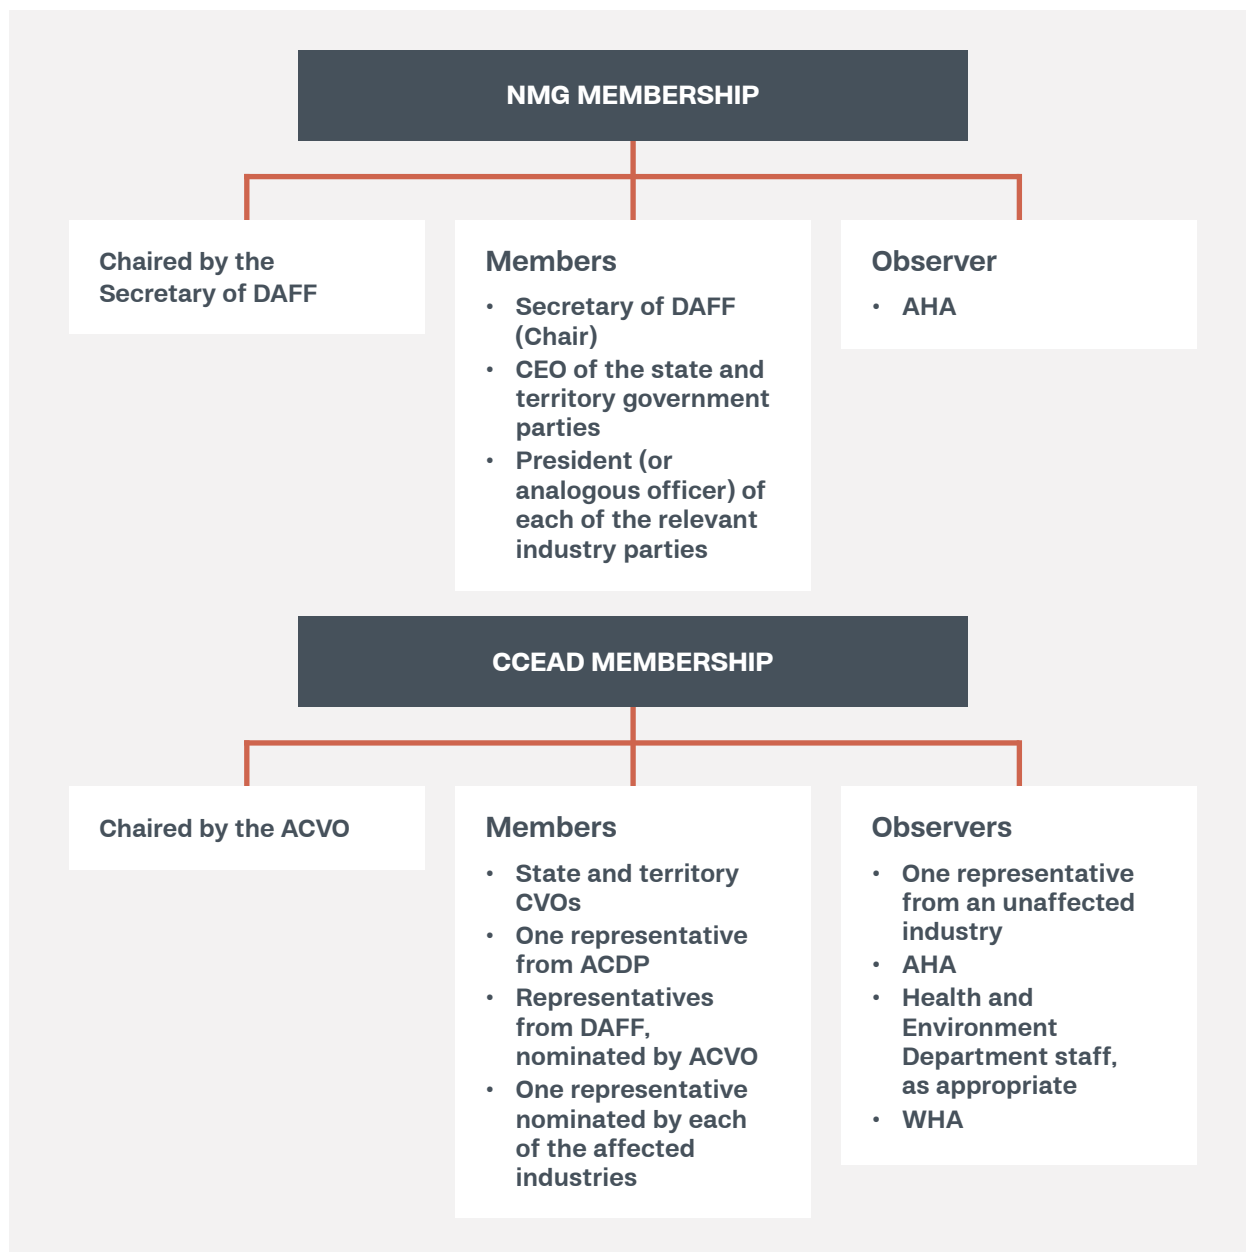 NMG MEMBERSHIP
Chaired by the
Secretary of DAFF
Members
• Secretary of DAFF
(Chair)
• CEO of the state and
territory government
parties
• President (or
analogous officer) of
each of the relevant
industry parties
Observer
• AHA
CCEAD MEMBERSHIP
Chaired by the ACVO
Members
• State and territory
CVOs
• One representative
from ACDP
• Representatives
from DAFF,
nominated by ACVO
• One representative
nominated by each
of the affected
industries
Observers
• One representative
from an unaffected
industry
• AHA
• Health and
Environment
Department staff,
as appropriate
• WHA